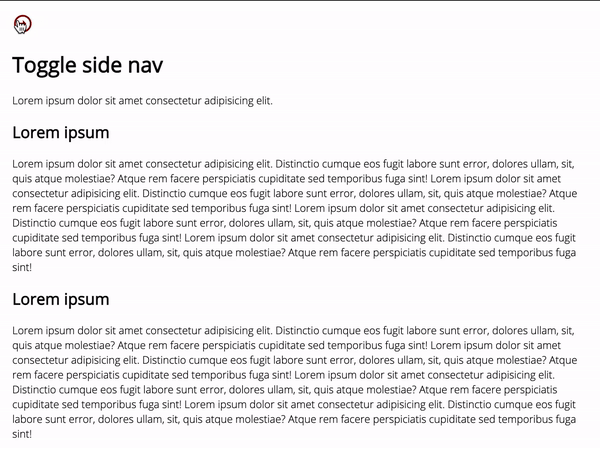 Toggle side nav
Lorem ipsum dolor sit amet consectetur adipisicing elit.
Lorem ipsum
Lorem ipsum dolor sit amet consectetur adipisicing elit. Distinctio cumque eos fugit labore sunt error, dolores ullam, sit,
quis atque molestiae? Atque rem facere perspiciatis cupiditate sed temporibus fuga sint! Lorem ipsum dolor sit amet
consectetur adipisicing elit. Distinctio cumque eos fugit labore sunt error, dolores ullam, sit, quis atque molestiae? Atque
rem facere perspiciatis cupiditate sed temporibus fuga sint! Lorem ipsum dolor sit amet consectetur adipisicing elit.
Distinctio cumque eos fugit labore sunt error, dolores ullam, sit, quis atque molestiae? Atque rem facere perspiciatis
cupiditate sed temporibus fuga sint! Lorem ipsum dolor sit amet consectetur adipisicing elit. Distinctio cumque eos fugit
labore sunt error, dolores ullam, sit, quis atque molestiae? Atque rem facere perspiciatis cupiditate sed temporibus fuga
sint!
Lorem ipsum
Lorem ipsum dolor sit amet consectetur adipisicing elit. Distinctio cumque eos fugit labore sunt error, dolores ullam, sit,
quis atque molestiae? Atque rem facere perspiciatis cupiditate sed temporibus fuga sint! Lorem ipsum dolor sit amet
consectetur adipisicing elit. Distinctio cumque eos fugit labore sunt error, dolores ullam, sit, quis atque molestiae? Atque
rem facere perspiciatis cupiditate sed temporibus fuga sint! Lorem ipsum dolor sit amet consectetur adipisicing elit.
Distinctio cumque eos fugit labore sunt error, dolores ullam, sit, quis atque molestiae? Atque rem facere perspiciatis
cupiditate sed temporibus fuga sint! Lorem ipsum dolor sit amet consectetur adipisicing elit. Distinctio cumque eos fugit
labore sunt error, dolores ullam, sit, quis atque molestiae? Atque rem facere perspiciatis cupiditate sed temporibus fuga
sint!